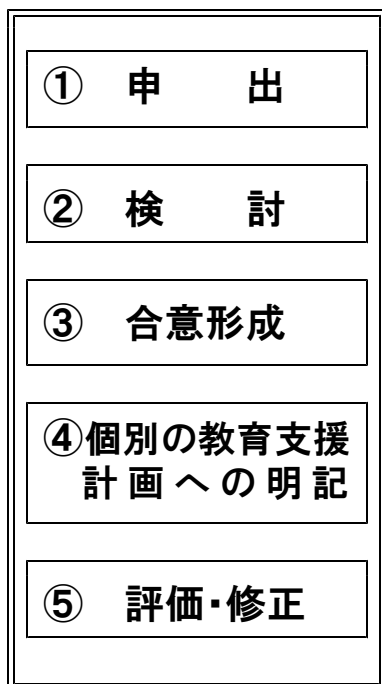 ① 申 出
② 検 討
③ 合意形成
④個別の教育支援
計画への明記
⑤ 評価・修正